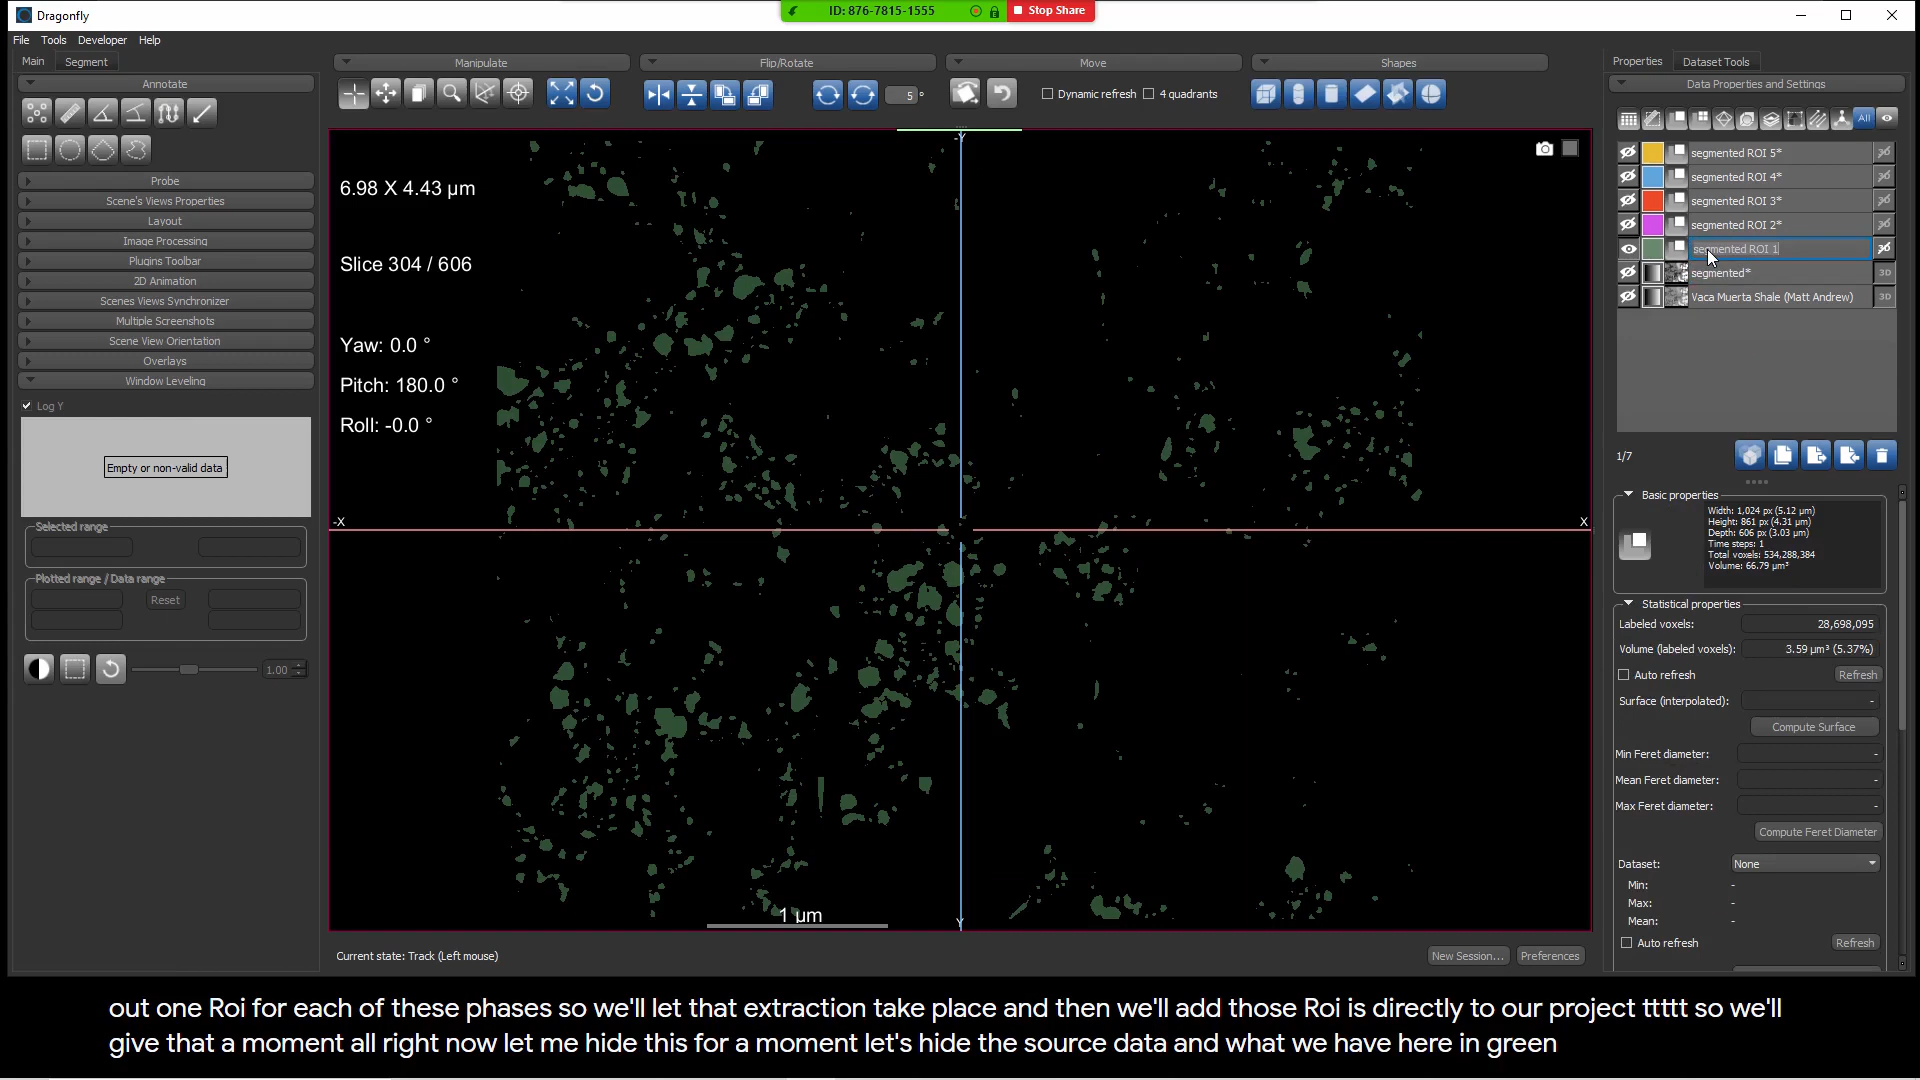 Dragonfly
ID: 876-7815-1555
Stop Share
File Tools Developer Help
Main Segment
Annotate
Probe
Scene's Views Properties
Layout
Image Processing
Plugins Toolbar
2D Animation
Scenes Views Synchronizer
Multiple Screenshots
Scene View Orientation
Overlays
Window Leveling
Log Y
Empty or non-valid data
Selected range
Plotted range / Data range
Reset
1.00
Manipulate
Flip/Rotate
Move
Shapes
5 °
Dynamic refresh
4 quadrants
-Y
6.98 X 4.43 µm
Slice 304 / 606
Yaw: 0.0 °
Pitch: 180.0 °
Roll: -0.0 °
-X
X
1 µm
Y
Current state: Track (Left mouse)
New Session...
Preferences
Properties Dataset Tools
Data Properties and Settings
All
segmented ROI 5*
segmented ROI 4*
segmented ROI 3*
segmented ROI 2*
segmented ROI 1
segmented*
3D
Vaca Muerta Shale (Matt Andrew)
3D
1/7
Basic properties
Width: 1,024 px (5.12 µm)
Height: 861 px (4.31 µm)
Depth: 606 px (3.03 µm)
Time steps: 1
Total voxels: 534,288,384
Volume: 66.79 µm³
Statistical properties
Labeled voxels: 28,698,095
Volume (labeled voxels): 3.59 µm³ (5.37%)
Auto refresh
Refresh
Surface (interpolated): -
Compute Surface
Min Feret diameter: -
Mean Feret diameter: -
Max Feret diameter: -
Compute Feret Diameter
Dataset: None
Min: -
Max: -
Mean: -
Auto refresh
Refresh
out one Roi for each of these phases so we'll let that extraction take place and then we'll add those Roi is directly to our project ttttt so we'll
give that a moment all right now let me hide this for a moment let's hide the source data and what we have here in green